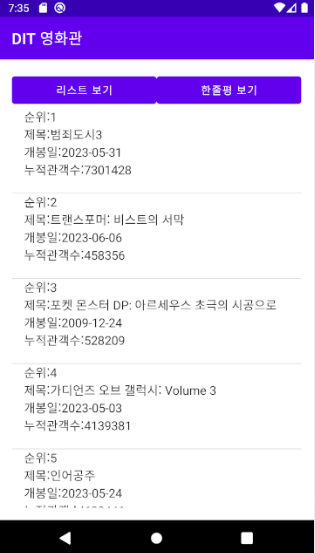 7:35
DIT 영화관
리스트 보기 한줄평 보기
순위:1
제목:범죄도시3
개봉일:2023-05-31
누적관객수:7301428
순위:2
제목:트랜스포머: 비스트의 서막
개봉일:2023-06-06
누적관객수:458356
순위:3
제목:포켓 몬스터 DP: 아르세우스 초극의 시공으로
개봉일:2009-12-24
누적관객수:528209
순위:4
제목:가디언즈 오브 갤럭시: Volume 3
개봉일:2023-05-03
누적관객수:4139381
순위:5
제목:인어공주
개봉일:2023-05-24